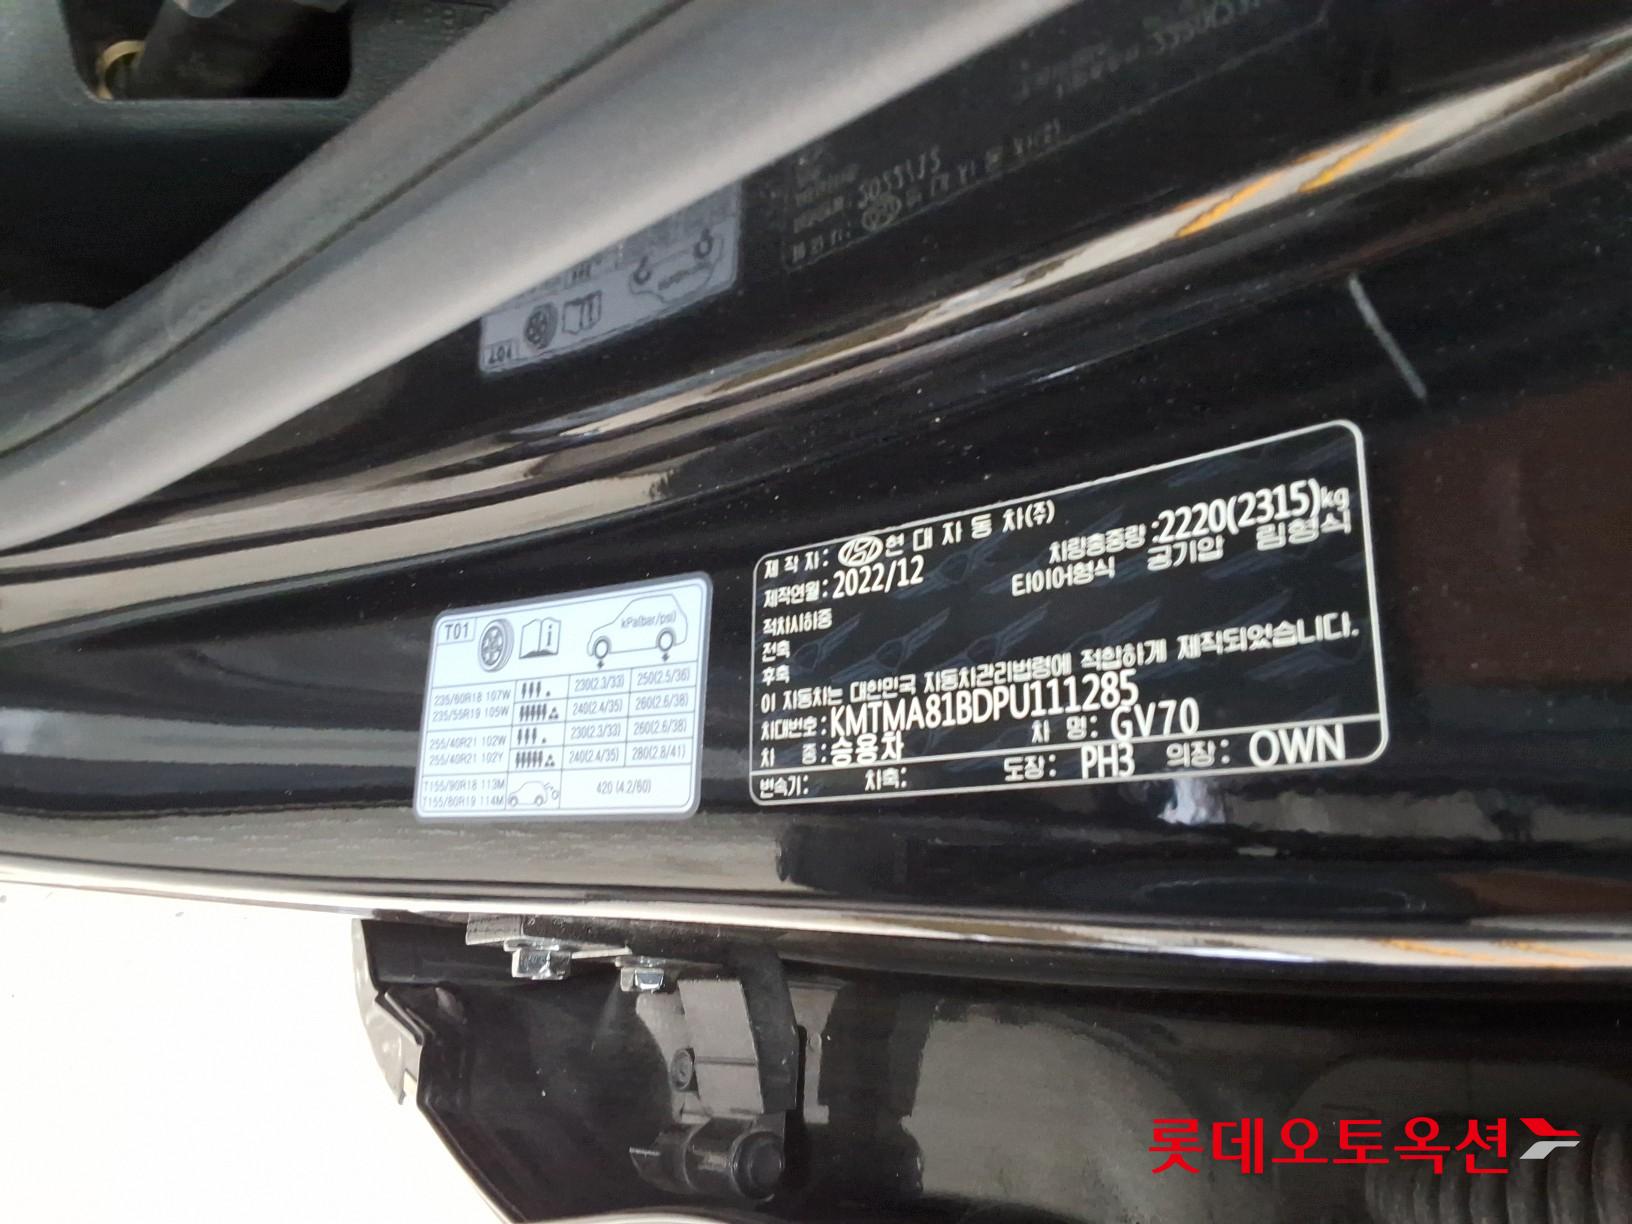 T01
kPa(bar/psi)
235/60R18 107W
235/55R19 105W
230(2.3/33) 250(2.5/36)
240(2.4/35) 260(2.6/38)
255/40R21 102W
255/40R21 102Y
230(2.3/33) 260(2.6/38)
240(2.4/35) 280(2.8/41)
T155/90R18 113M
T155/80R19 114M
420 (4.2/60)
제 작 자 : 현 대 자 동 차(주)
제작연월 : 2022/12 차량총중량 : 2220(2315)kg
타이어형식 공기압 림형식
적차시하중
전축
후축
이 자동차는 대한민국 자동차관리법령에 적합하게 제작되었습니다.
차대번호 : KMTMA81BDPU111285
차 종 : 승용차 차 명 : GV70
변속기 : 차축 : 도장 : PH3 의장 : OWN
롯데오토옥션